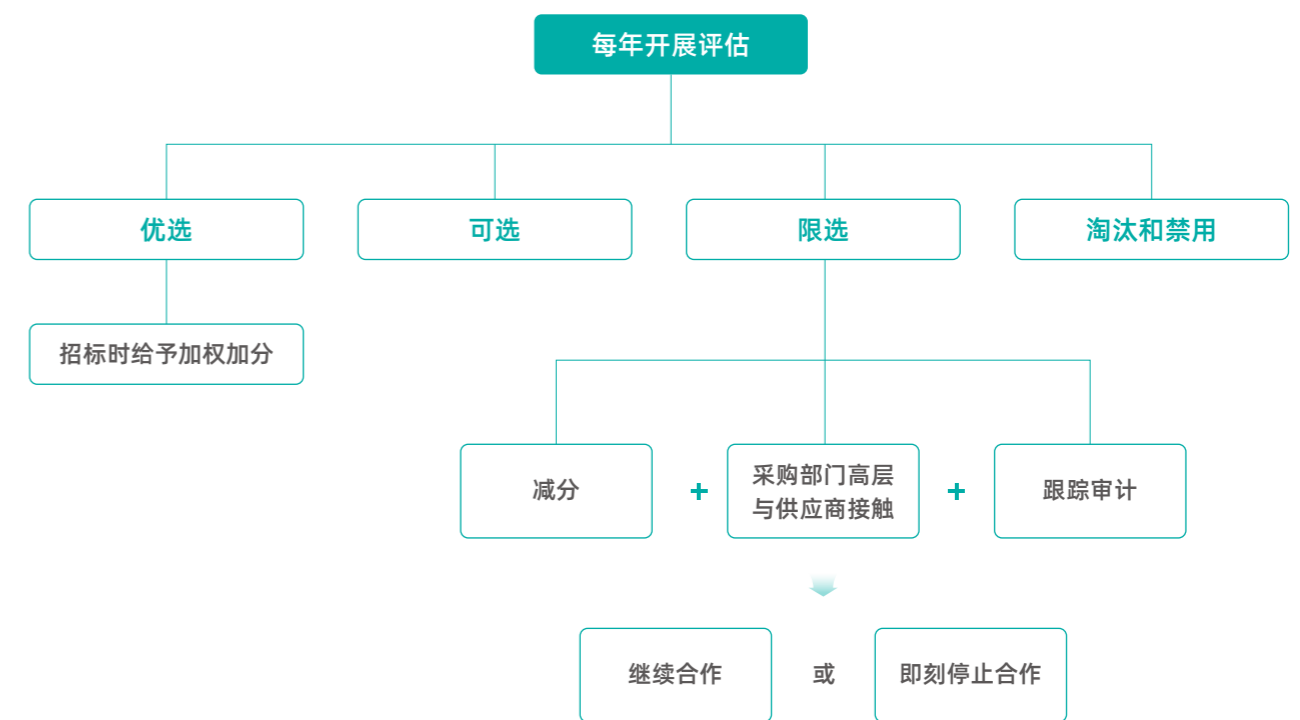 每年开展评估
优选
可选
限选
淘汰和禁用
招标时给予加权加分
减分
+
采购部门高层
与供应商接触
+
跟踪审计
继续合作
或
即刻停止合作